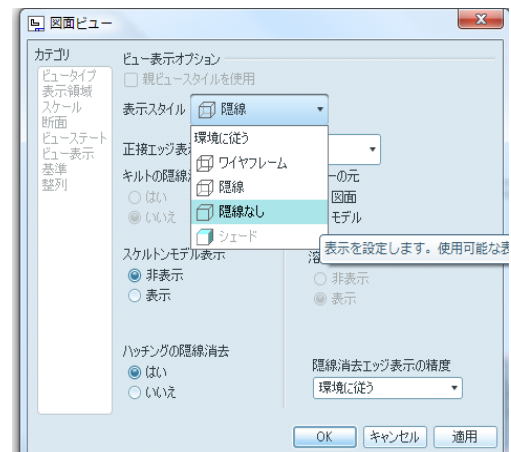 図面ビュー
カテゴリ
ビュータイプ
表示領域
スケール
断面
ビューステート
ビュー表示
基準
整列
ビュー表示オプション
親ビュースタイルを使用
表示スタイル 隠線
環境に従う
ワイヤフレーム
隠線
隠線なし
シェード
正接エッジ表
キルトの隠線
はい
いいえ
ーの元
図面
モデル
表示を設定します。使用可能な表
スケルトンモデル表示
非表示
表示
溶
非表示
表示
ハッチングの隠線消去
はい
いいえ
隠線消去エッジ表示の精度
環境に従う
OK キャンセル 適用